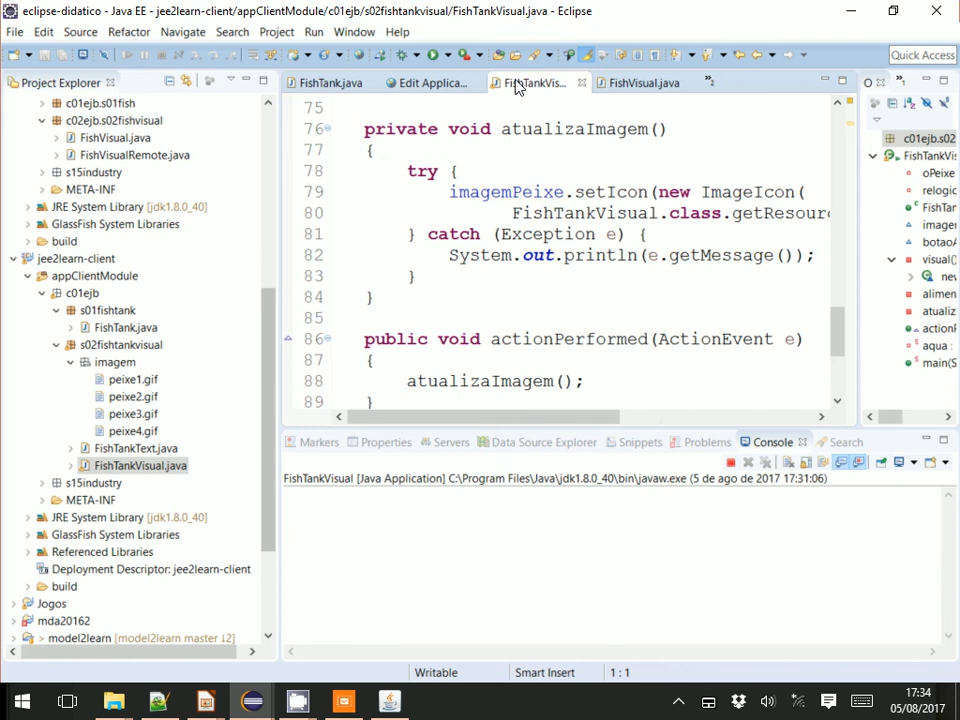 eclipse-didatico - Java EE - jee2learn-client/appClientModule/c01ejb/s02fishtankvisual/FishTankVisual.java - Eclipse
File Edit Source Refactor Navigate Search Project Run Window Help
Quick Access
Project Explorer
c01ejb.s01fish
c02ejb.s02fishvisual
FishVisual.java
FishVisualRemote.java
s15industry
META-INF
JRE System Library [jdk1.8.0_40]
GlassFish System Libraries
build
jee2learn-client
appClientModule
c01ejb
s01fishtank
FishTank.java
s02fishtankvisual
imagem
peixe1.gif
peixe2.gif
peixe3.gif
peixe4.gif
FishTankText.java
FishTankVisual.java
s15industry
META-INF
JRE System Library [jdk1.8.0_40]
GlassFish System Libraries
Referenced Libraries
Deployment Descriptor: jee2learn-client
build
Jogos
mda20162
> model2learn [model2learn master ↓2]
FishTank.java Edit Applica... FishTankVis... FishVisual.java »2
75
76 private void atualizaImagem()
77 {
78 try {
79 imagemPeixe.setIcon(new ImageIcon(
80 FishTankVisual.class.getResourc
81 } catch (Exception e) {
82 System.out.println(e.getMessage());
83 }
84 }
85
86 public void actionPerformed(ActionEvent e)
87 {
88 atualizaImagem();
89 }
c01ejb.s02
FishTankVi
oPeixe
relogic
FishTar
imager
botaoA
visual(
nev
alimen
atualiz
action
aqua :
main(S
Markers Properties Servers Data Source Explorer Snippets Problems Console Search
FishTankVisual [Java Application] C:\Program Files\Java\jdk1.8.0_40\bin\javaw.exe (5 de ago de 2017 17:31:06)
Writable Smart Insert 1 : 1
17:34
05/08/2017